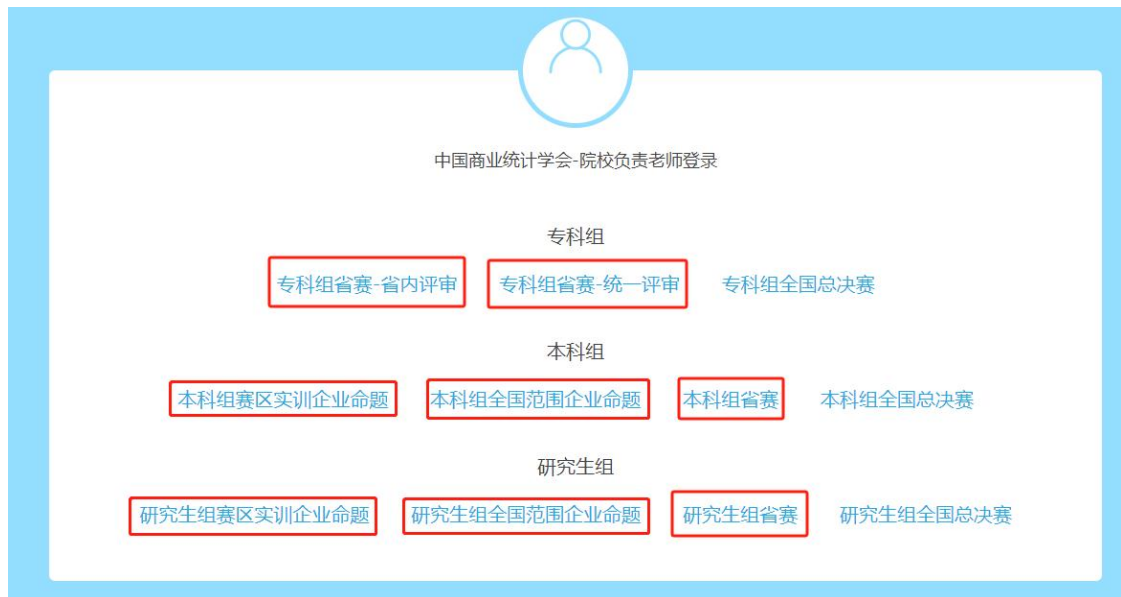 中国商业统计学会-院校负责老师登录
专科组
专科组省赛-省内评审 专科组省赛-统一评审 专科组全国总决赛
本科组
本科组赛区实训企业命题 本科组全国范围企业命题 本科组省赛 本科组全国总决赛
研究生组
研究生组赛区实训企业命题 研究生组全国范围企业命题 研究生组省赛 研究生组全国总决赛